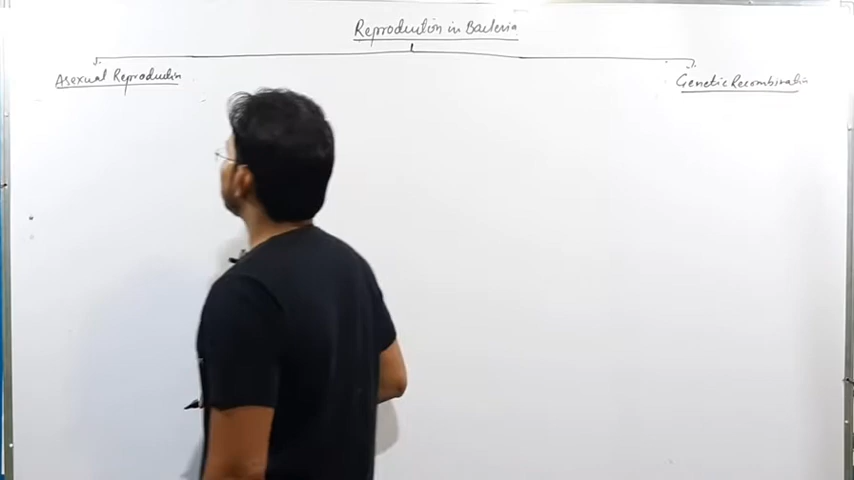 Reproduction in Bacteria
Asexual Reproduction
Genetic Recombination